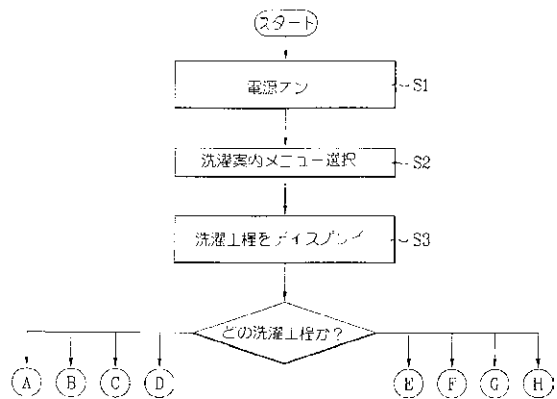 スタート
電源オン
S1
洗濯案内メニュー選択
S2
洗濯工程をディスプレイ
S3
どの洗濯工程か?
A B C D E F G H